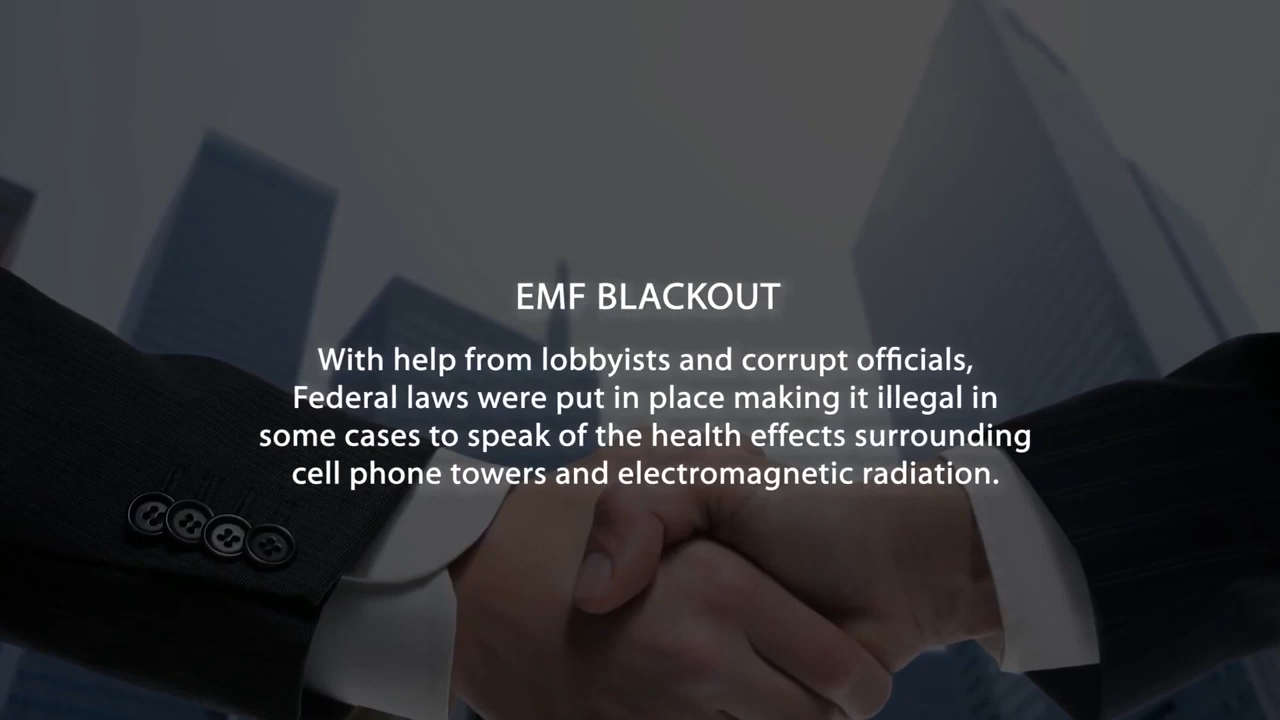 EMF BLACKOUT
With help from lobbyists and corrupt officials,
Federal laws were put in place making it illegal in
some cases to speak of the health effects surrounding
cell phone towers and electromagnetic radiation.